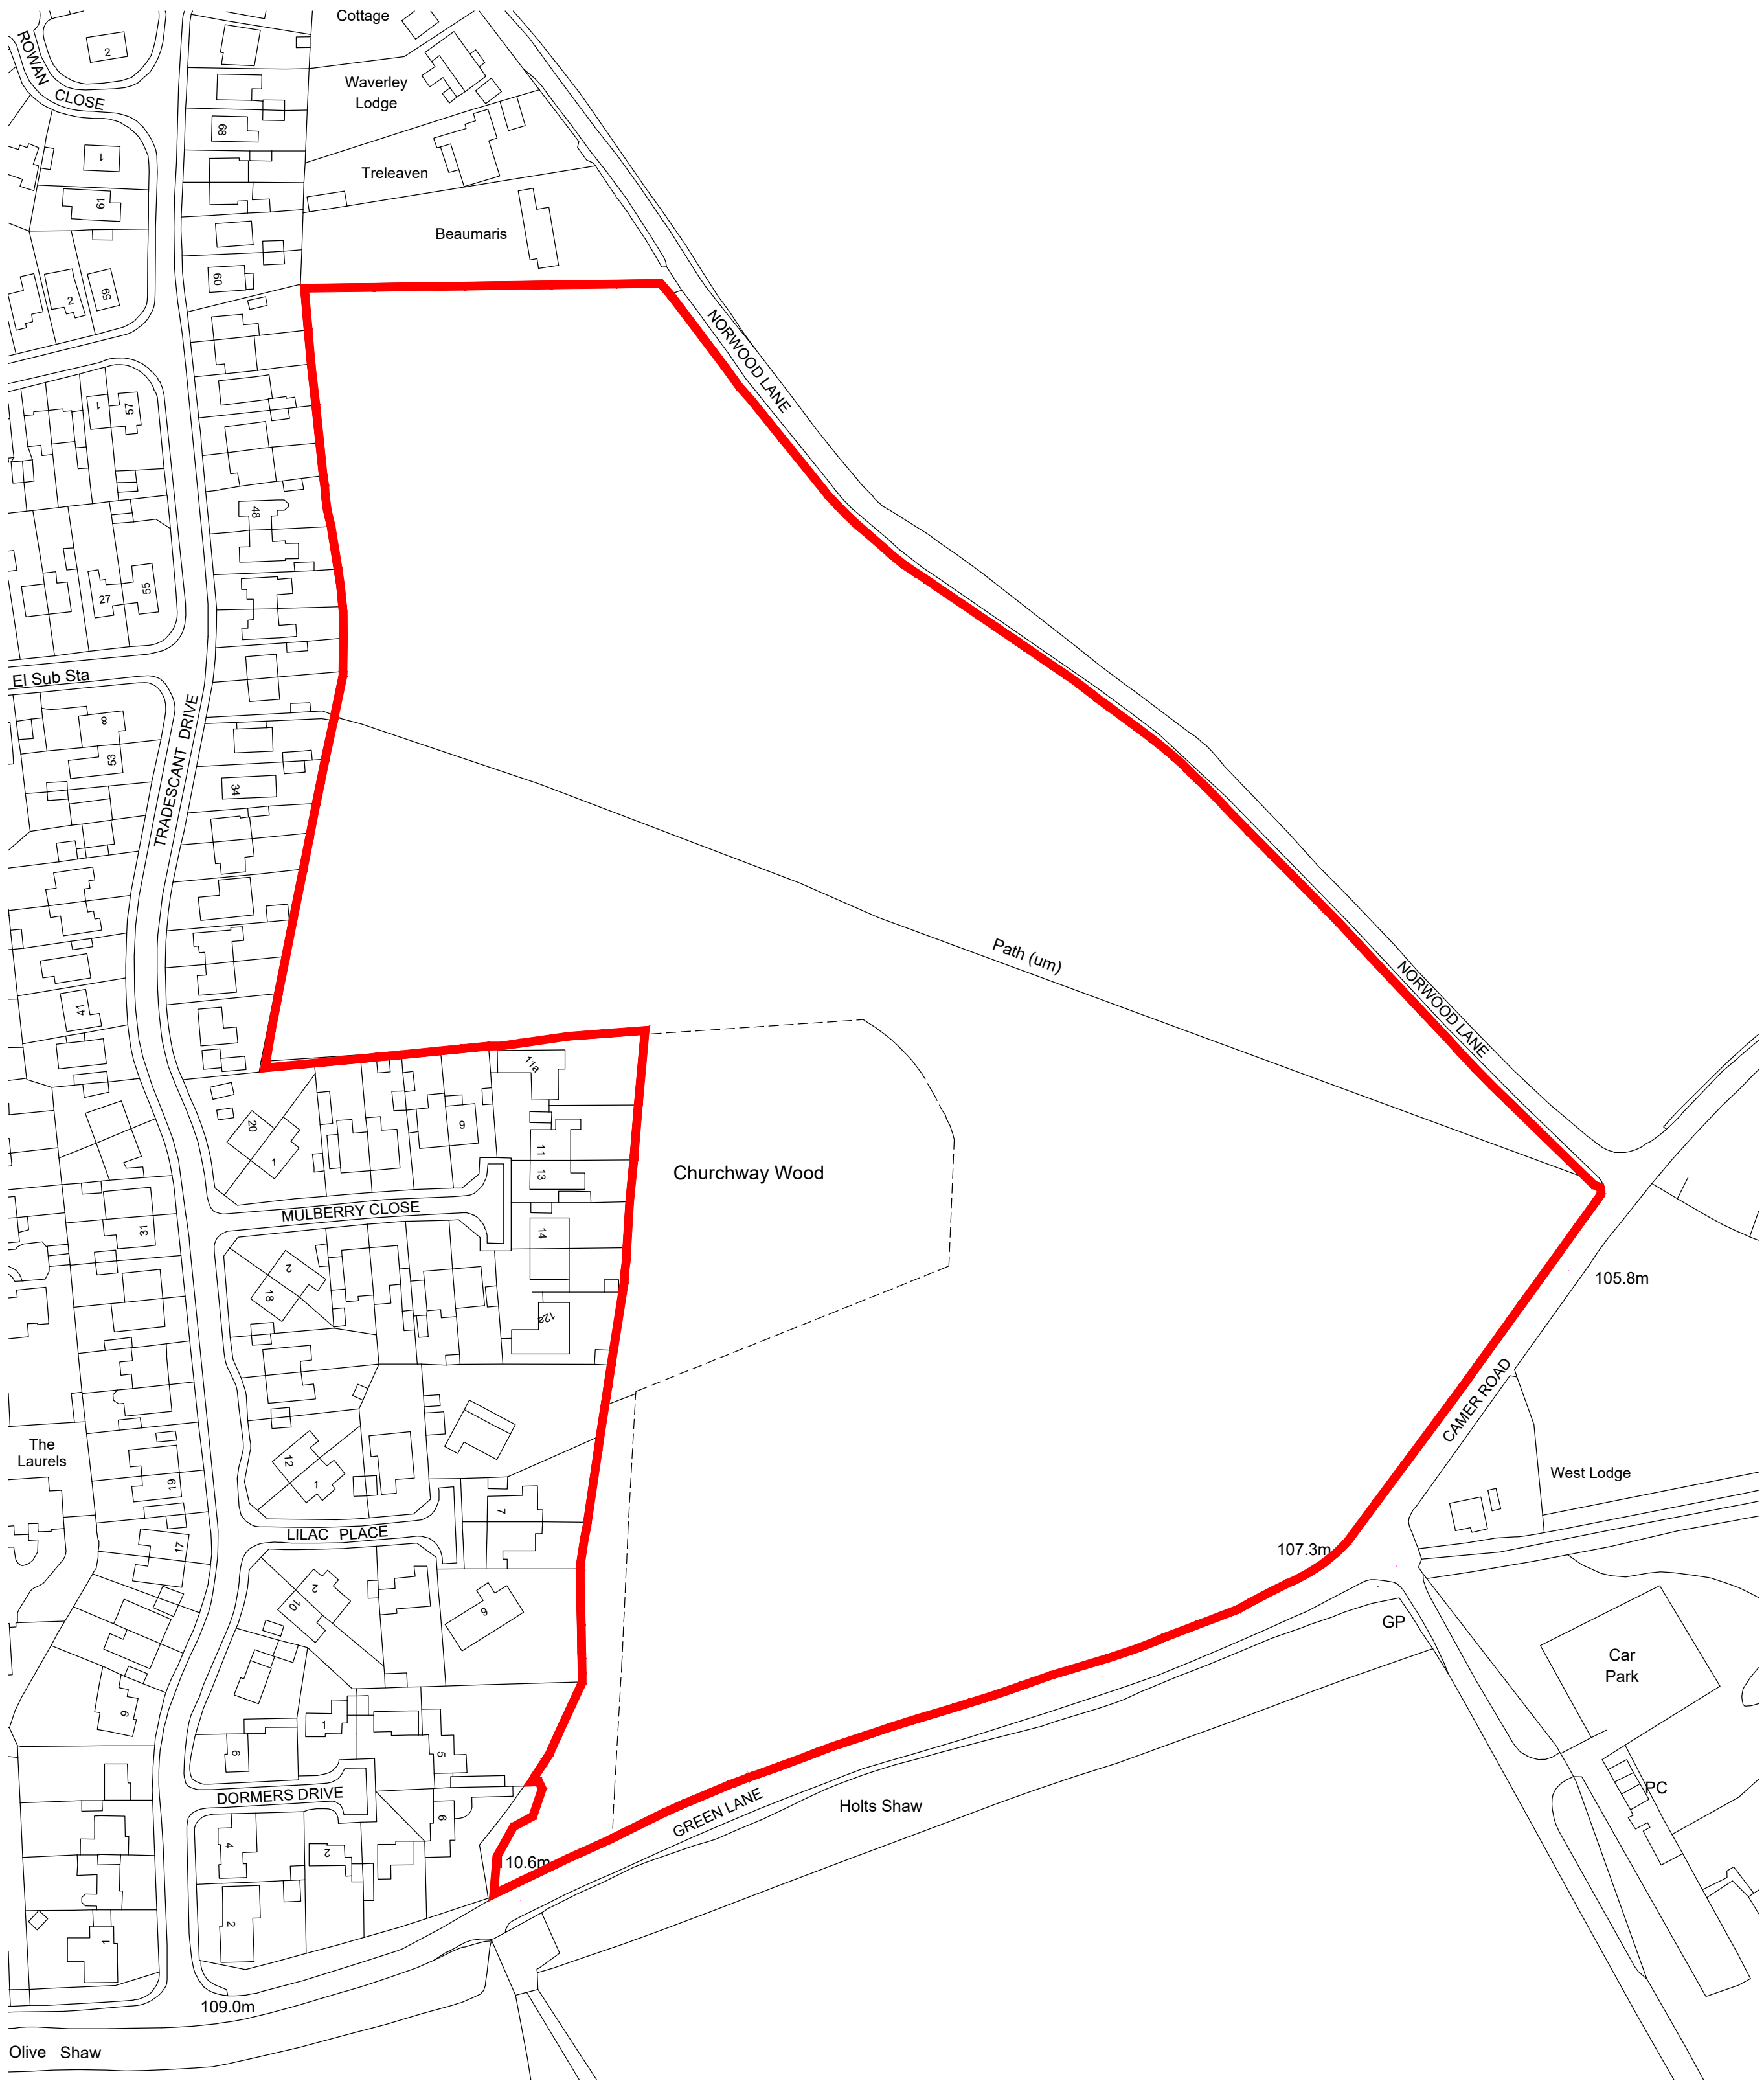 Cottage
ROWAN CLOSE
2
Waverley
Lodge
68
1
Treleaven
61
Beaumaris
60
2
59
NORWOOD LANE
1
57
48
27
55
El Sub Sta
TRADESCANT DRIVE
8
53
34
Path (um)
NORWOOD LANE
41
11a
20
9
1
11
13
Churchway Wood
MULBERRY CLOSE
31
14
2
18
105.8m
12a
CAMER ROAD
The
Laurels
12
1
West Lodge
19
7
LILAC PLACE
17
107.3m
2
10
6
GP
Car
Park
9
1
6
5
DORMERS DRIVE
PC
GREEN LANE
Holts Shaw
6
4
2
110.6m
2
1
109.0m
Olive Shaw